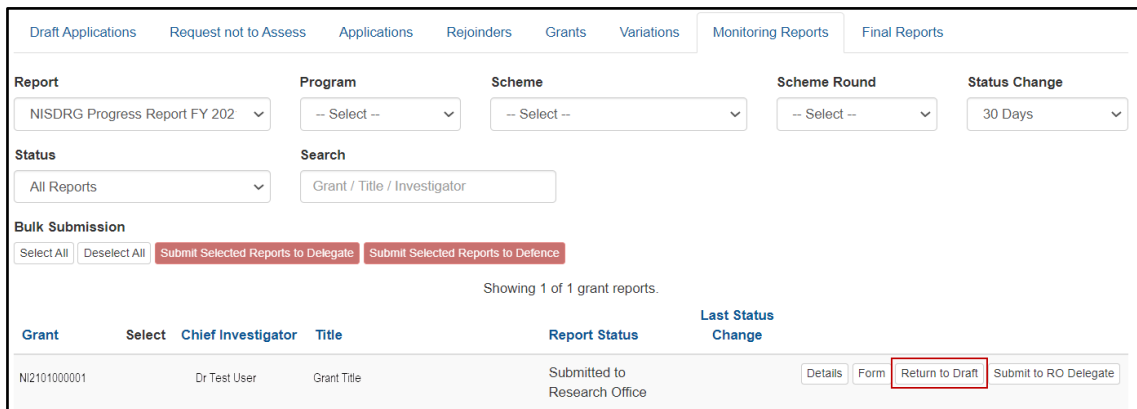 Draft Applications Request not to Assess Applications Rejoinders Grants Variations Monitoring Reports Final Reports
Report Program Scheme Scheme Round Status Change
NISDRG Progress Report FY 202 -- Select -- -- Select -- -- Select -- 30 Days
Status Search
All Reports Grant / Title / Investigator
Bulk Submission
Select All Deselect All Submit Selected Reports to Delegate Submit Selected Reports to Defence
Showing 1 of 1 grant reports.
Grant Select Chief Investigator Title Report Status Last Status
Change
NI2101000001 Dr Test User Grant Title Submitted to Details Form Return to Draft Submit to RO Delegate
Research Office